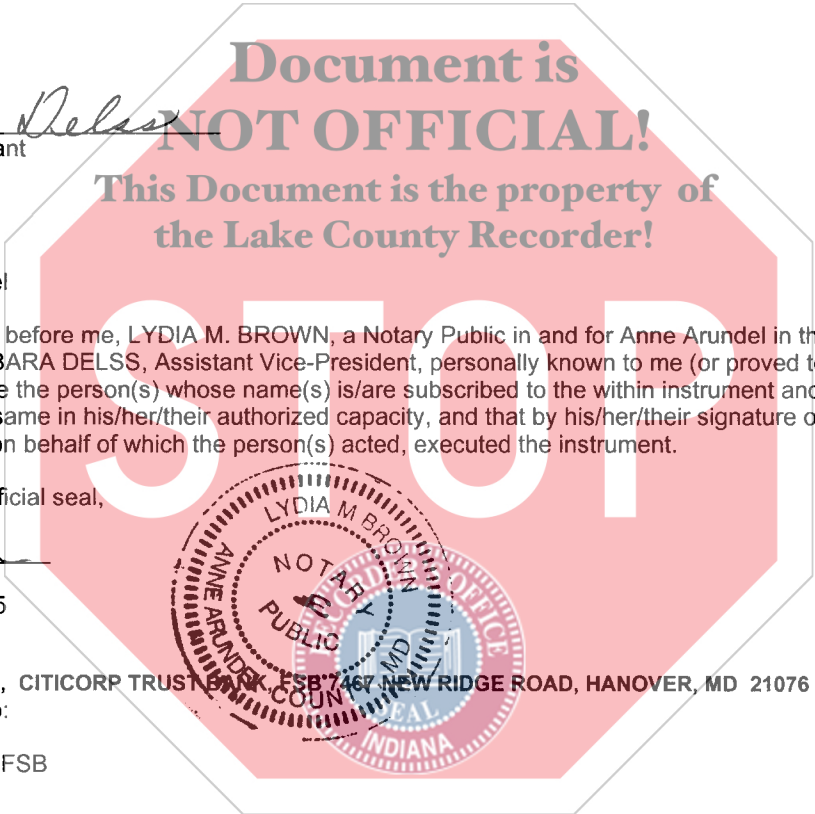 Document is
NOT OFFICIAL!
This Document is the property of
the Lake County Recorder!
Delss
ant
el
before me, LYDIA M. BROWN, a Notary Public in and for Anne Arundel in th
BARA DELSS, Assistant Vice-President, personally known to me (or proved t
e the person(s) whose name(s) is/are subscribed to the within instrument and
same in his/her/their authorized capacity, and that by his/her/their signature o
on behalf of which the person(s) acted, executed the instrument.
STOP
ficial seal,
LYDIA M BROWN
NOTARY
PUBLIC
ANNE ARUNDEL COUNTY MD
RECORDER'S OFFICE
SEAL
INDIANA
5
, CITICORP TRUST BANK, FSB 7467 NEW RIDGE ROAD, HANOVER, MD 21076
o:
FSB